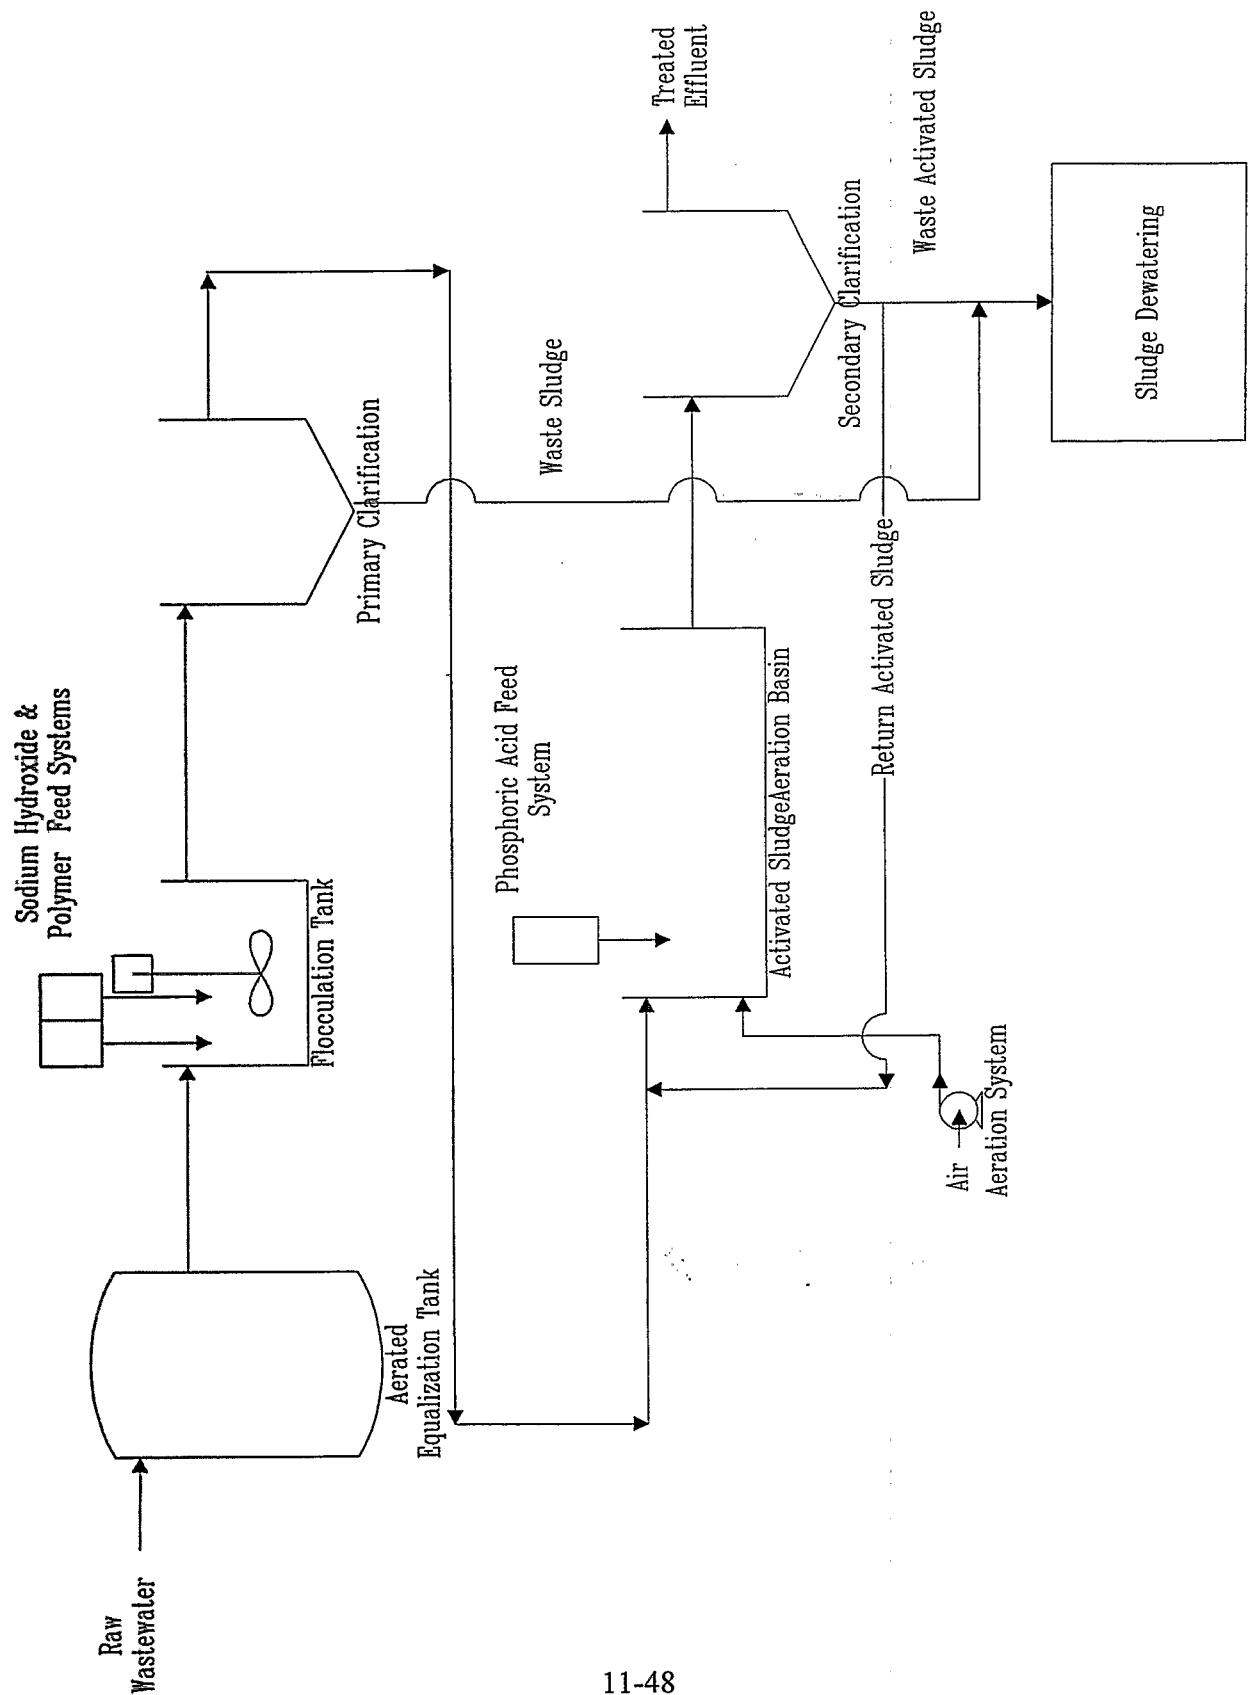 Raw
Wastewater
Aerated
Equalization Tank
Sodium Hydroxide &
Polymer Feed Systems
Flocculation Tank
Primary Clarification
Waste Sludge
Phosphoric Acid Feed
System
Activated SludgeAeration Basin
Air
Aeration System
Return Activated Sludge
Secondary Clarification
Treated
Effluent
Waste Activated Sludge
Sludge Dewatering
11-48